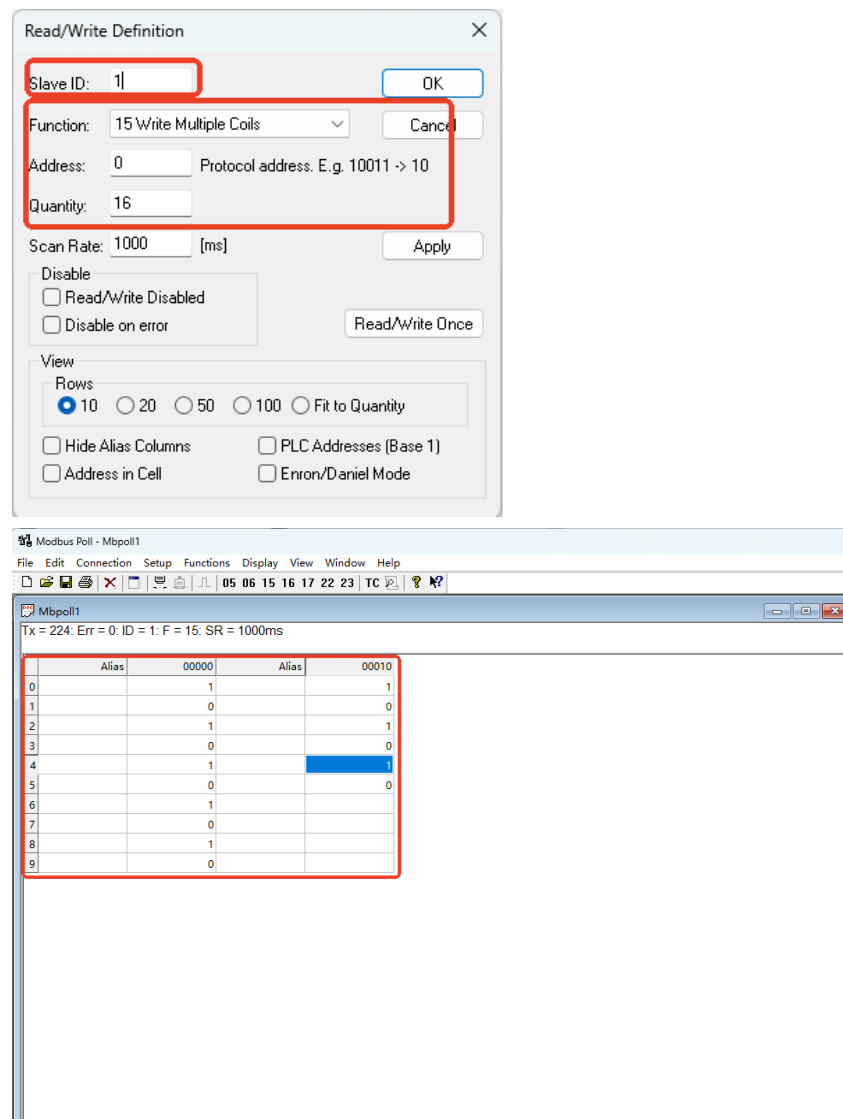 Read/Write Definition
Slave ID: 1
OK
Function: 15 Write Multiple Coils
Cancel
Address: 0 Protocol address. E.g. 10011 -> 10
Quantity: 16
Scan Rate: 1000 [ms]
Apply
Disable
Read/Write Disabled
Disable on error
Read/Write Once
View
Rows
10 20 50 100 Fit to Quantity
Hide Alias Columns PLC Addresses (Base 1)
Address in Cell Enron/Daniel Mode
Modbus Poll - Mbpoll1
File Edit Connection Setup Functions Display View Window Help
05 06 15 16 17 22 23 TC
Mbpoll1
Tx = 224: Err = 0: ID = 1: F = 15: SR = 1000ms
Alias 00000 Alias 00010
0 1 1
1 0 0
2 1 1
3 0 0
4 1 1
5 0 0
6 1
7 0
8 1
9 0